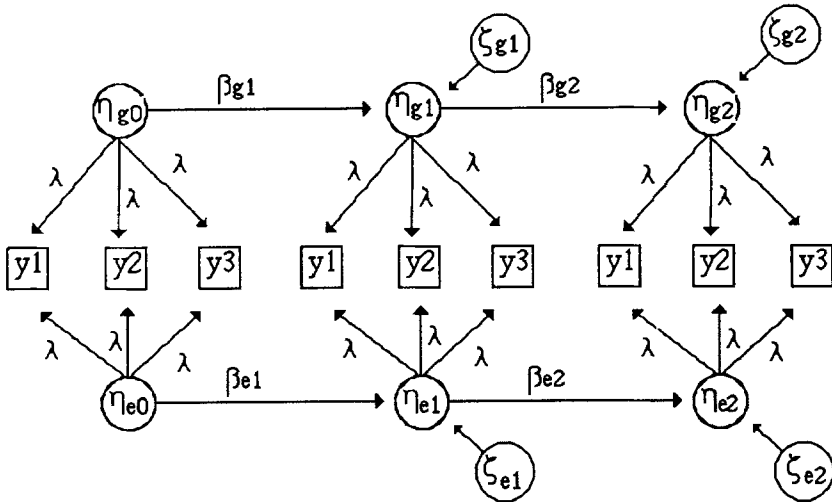 ζg1 ζg2
βg1 βg2
ηg0 ηg1 ηg2
λ λ λ λ λ λ
λ λ λ
y1 y2 y3 y1 y2 y3 y1 y2 y3
λ λ λ λ λ λ λ λ λ
βe1 βe2
ηe0 ηe1 ηe2
ζe1 ζe2